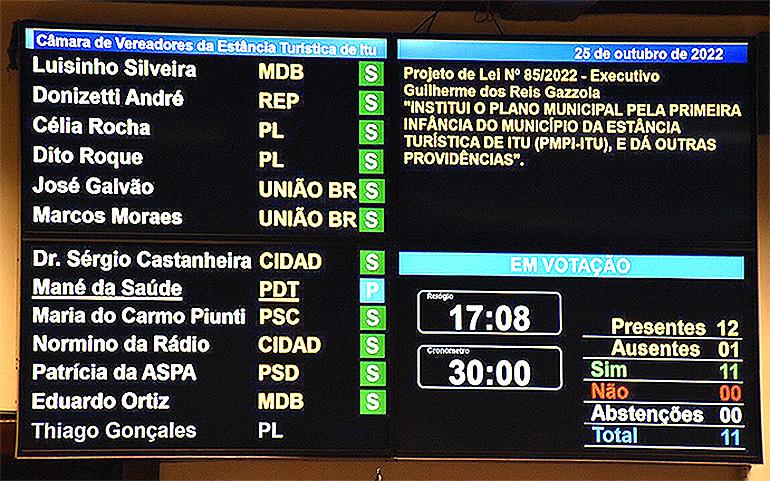 Câmara de Vereadores da Estância Turística de Itu
Luisinho Silveira MDB S
Donizetti André REP S
Célia Rocha PL S
Dito Roque PL S
José Galvão UNIÃO BR S
Marcos Moraes UNIÃO BR S
Dr. Sérgio Castanheira CIDAD S
Mané da Saúde PDT P
Maria do Carmo Piunti PSC S
Normino da Rádio CIDAD S
Patrícia da ASPA PSD S
Eduardo Ortiz MDB S
Thiago Gonçales PL
25 de outubro de 2022
Projeto de Lei Nº 85/2022 - Executivo
Guilherme dos Reis Gazzola
"INSTITUI O PLANO MUNICIPAL PELA PRIMEIRA
INFÂNCIA DO MUNICÍPIO DA ESTÂNCIA
TURÍSTICA DE ITU (PMPI-ITU), E DÁ OUTRAS
PROVIDÊNCIAS".
EM VOTAÇÃO
Relógio
17:08
Cronômetro
30:00
Presentes 12
Ausentes 01
Sim 11
Não 00
Abstenções 00
Total 11